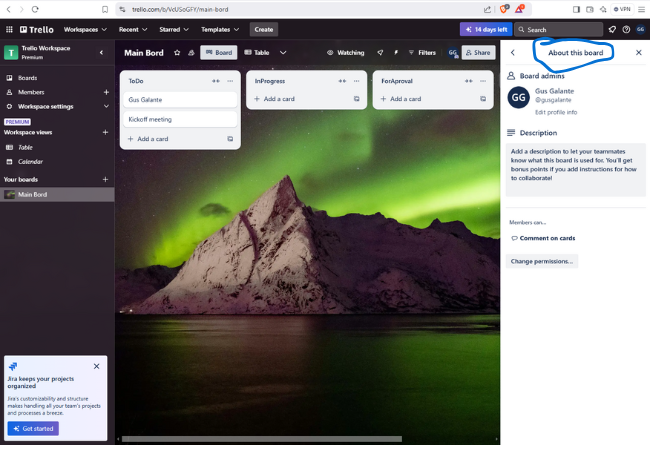 trello.com/b/VcUSoGFY/main-bord
VPN
Trello
Workspaces
Recent
Starred
Templates
Create
14 days left
Search
GG
T
Trello Workspace
Premium
Boards
Members
Workspace settings
PREMIUM
Workspace views
Table
Calendar
Your boards
Main Bord
Jira keeps your projects
organized
Jira's customizability and structure
makes handling all your team's projects
and processes a breeze.
Get started
Main Bord
Board
Table
Watching
Filters
GG
Share
ToDo
Gus Galante
Kickoff meeting
Add a card
InProgress
Add a card
ForAproval
Add a card
About this board
Board admins
GG
Gus Galante
@gusgalante
Edit profile info
Description
Add a description to let your teammates
know what this board is used for. You'll get
bonus points if you add instructions for how
to collaborate!
Members can...
Comment on cards
Change permissions...